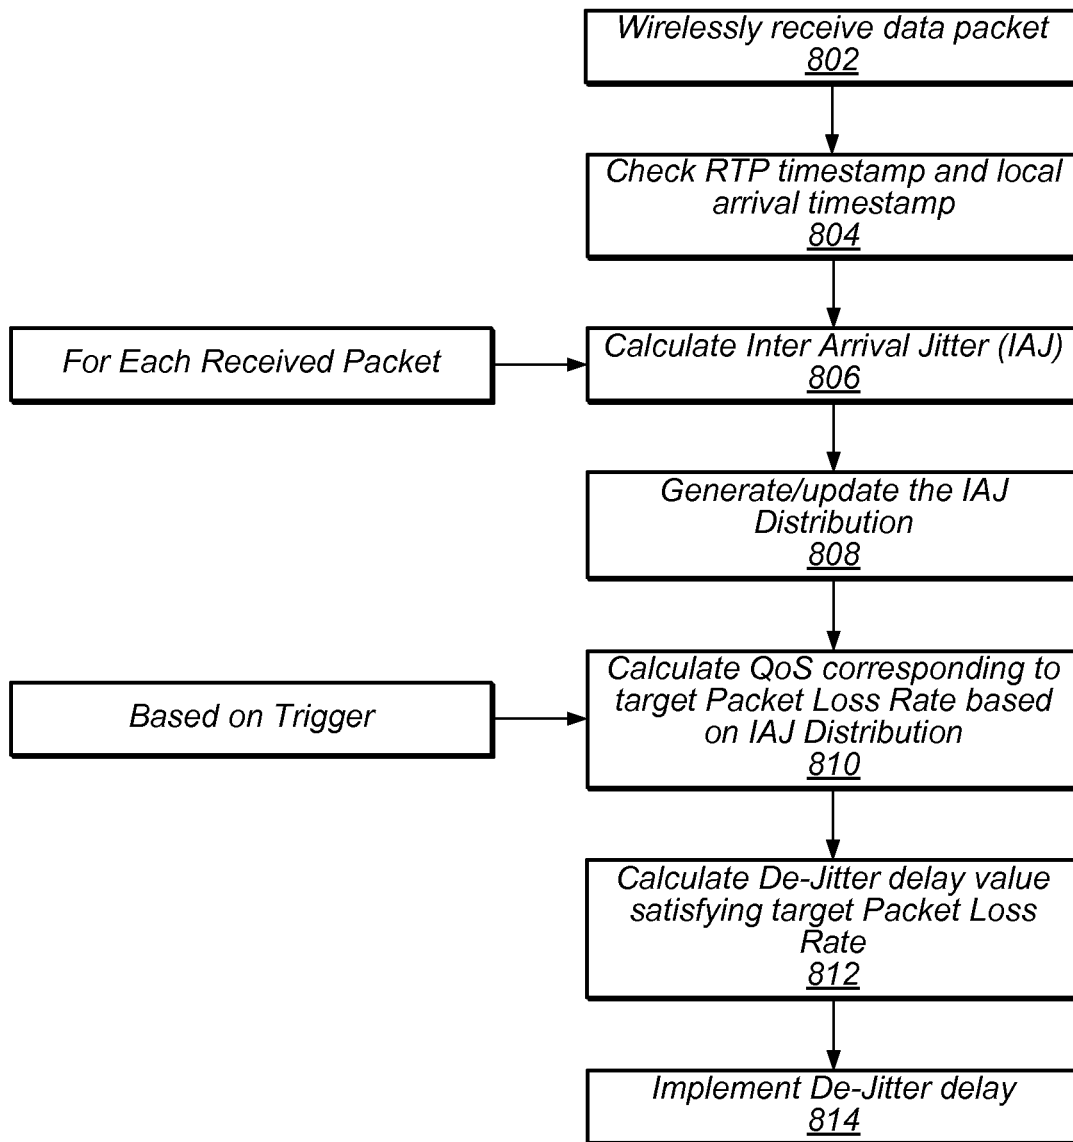 Wirelessly receive data packet
802
Check RTP timestamp and local
arrival timestamp
804
For Each Received Packet
Calculate Inter Arrival Jitter (IAJ)
806
Generate/update the IAJ
Distribution
808
Based on Trigger
Calculate QoS corresponding to
target Packet Loss Rate based
on IAJ Distribution
810
Calculate De-Jitter delay value
satisfying target Packet Loss
Rate
812
Implement De-Jitter delay
814